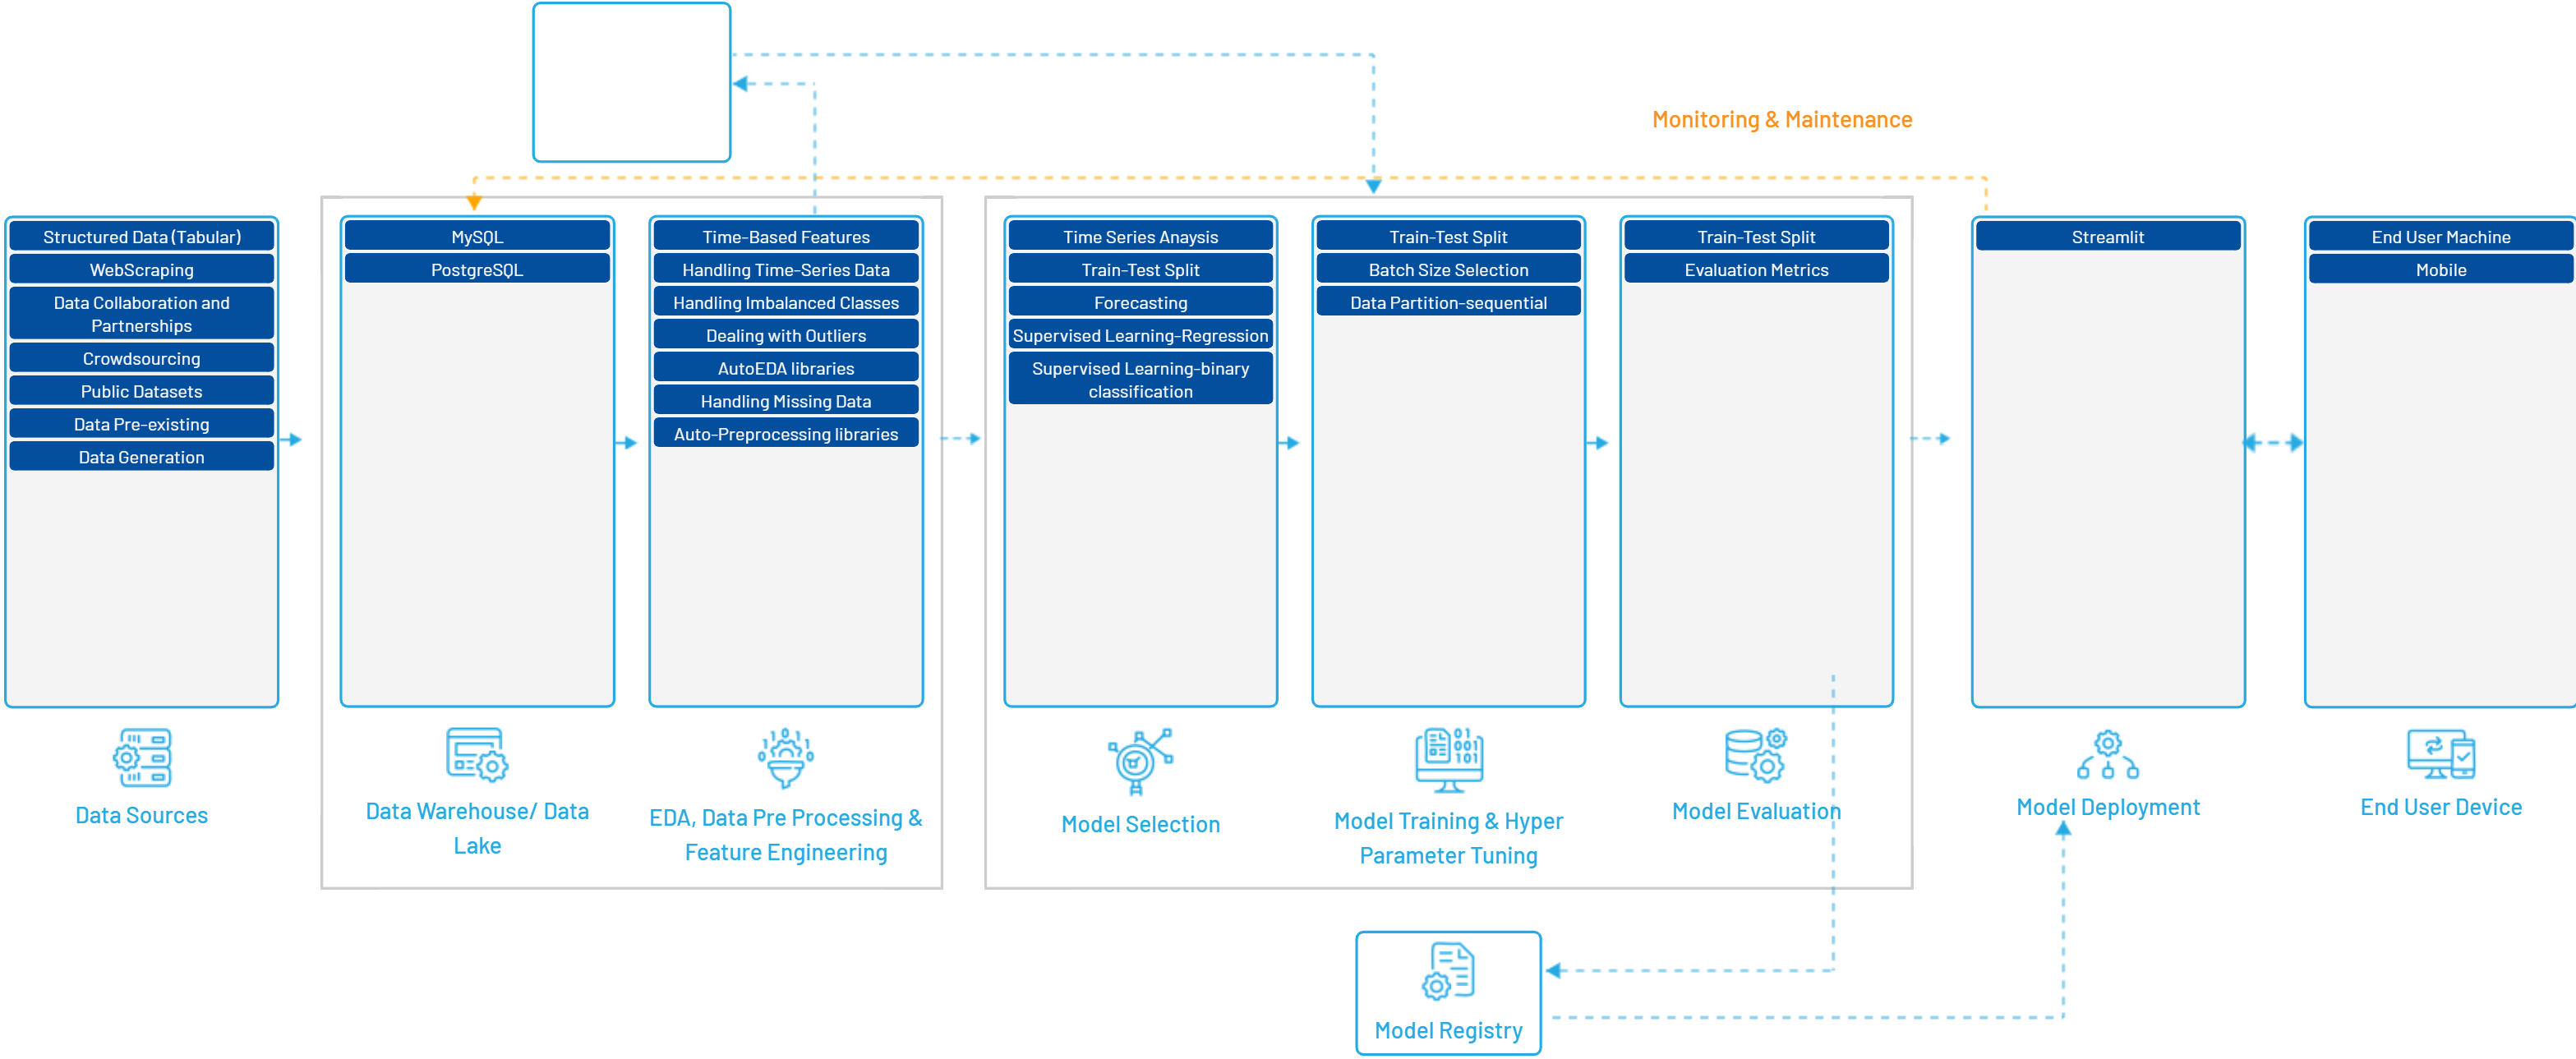 Monitoring & Maintenance
Structured Data (Tabular)
WebScraping
Data Collaboration and
Partnerships
Crowdsourcing
Public Datasets
Data Pre-existing
Data Generation
Data Sources
MySQL
PostgreSQL
Data Warehouse/ Data
Lake
Time-Based Features
Handling Time-Series Data
Handling Imbalanced Classes
Dealing with Outliers
AutoEDA libraries
Handling Missing Data
Auto-Preprocessing libraries
EDA, Data Pre Processing &
Feature Engineering
Time Series Anaysis
Train-Test Split
Forecasting
Supervised Learning-Regression
Supervised Learning-binary
classification
Model Selection
Train-Test Split
Batch Size Selection
Data Partition-sequential
01
001
101
Model Training & Hyper
Parameter Tuning
Train-Test Split
Evaluation Metrics
Model Evaluation
Streamlit
Model Deployment
End User Machine
Mobile
End User Device
Model Registry